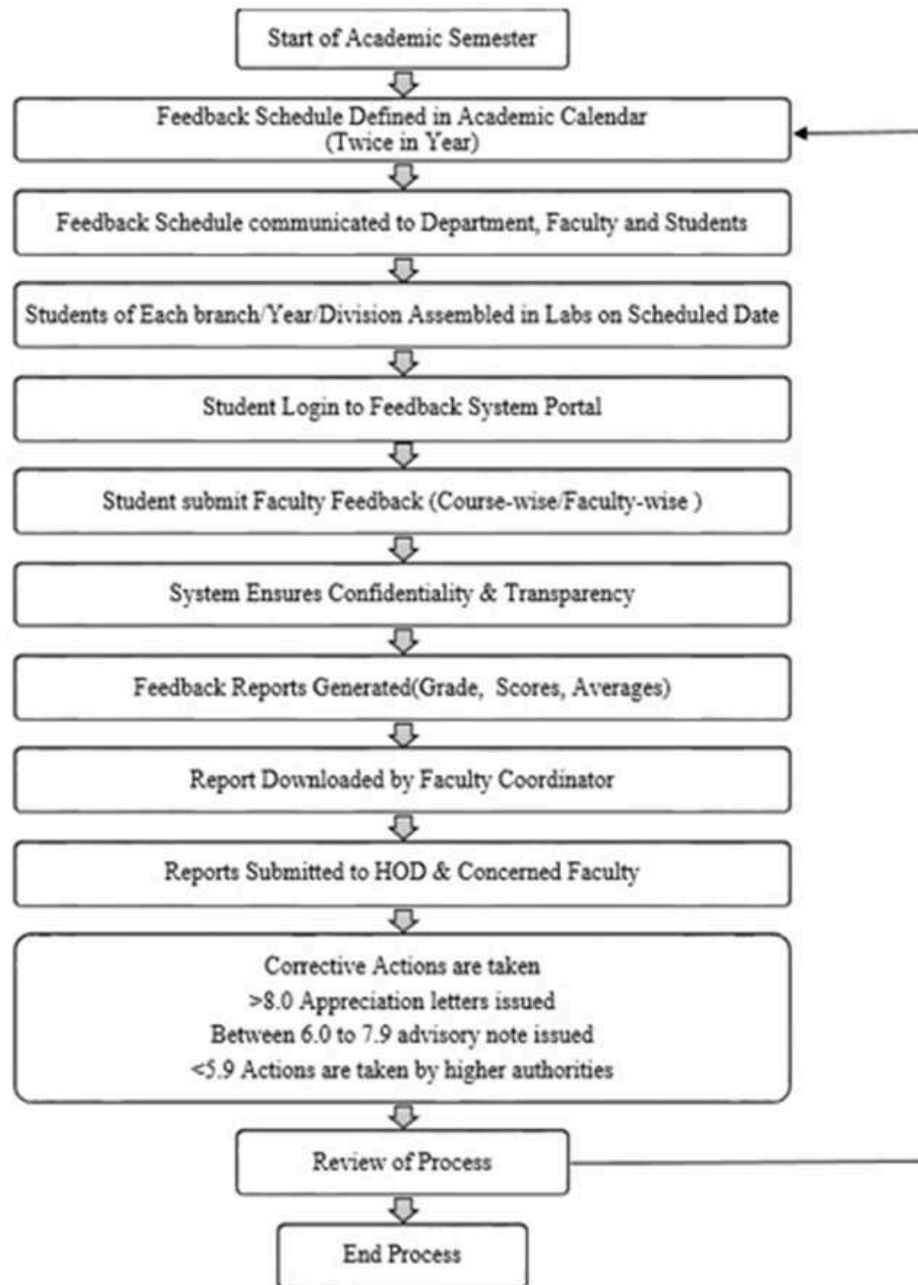 Start of Academic Semester
Feedback Schedule Defined in Academic Calendar
(Twice in Year)
Feedback Schedule communicated to Department, Faculty and Students
Students of Each branch/Year/Division Assembled in Labs on Scheduled Date
Student Login to Feedback System Portal
Student submit Faculty Feedback (Course-wise/Faculty-wise )
System Ensures Confidentiality & Transparency
Feedback Reports Generated(Grade, Scores, Averages)
Report Downloaded by Faculty Coordinator
Reports Submitted to HOD & Concerned Faculty
Corrective Actions are taken
>8.0 Appreciation letters issued
Between 6.0 to 7.9 advisory note issued
<5.9 Actions are taken by higher authorities
Review of Process
End Process